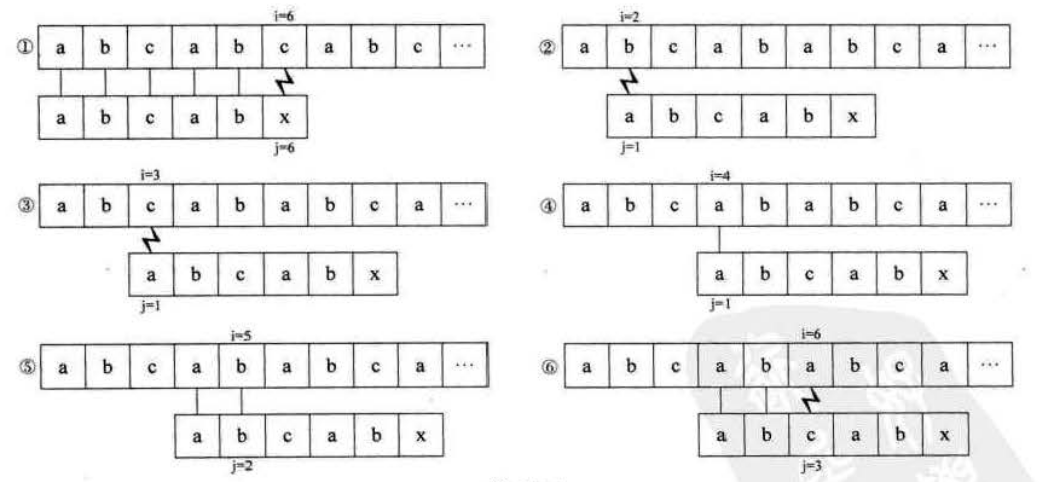 i=6
① a b c a b c a b c ···
a b c a b x
j=6
i=2
② a b c a b a b c a ···
a b c a b x
j=1
i=3
③ a b c a b a b c a ···
a b c a b x
j=1
i=4
④ a b c a b a b c a ···
a b c a b x
j=1
i=5
⑤ a b c a b a b c a ···
a b c a b x
j=2
i=6
⑥ a b c a b a b c a ···
a b c a b x
j=3